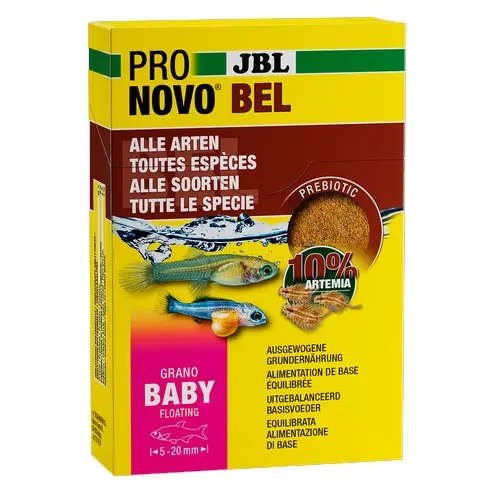 JBL
PRO
NOVO® BEL
ALLE ARTEN
TOUTES ESPÈCES
ALLE SOORTEN
TUTTE LE SPECIE
PREBIOTIC
10%
ARTEMIA
GRANO
BABY
FLOATING
5-20 mm
AUSGEWOGENE
GRUNDERNÄHRUNG
ALIMENTATION DE BASE
ÉQUILIBRÉE
UITGEBALANCEERD
BASISVOEDER
EQUILIBRATA
ALIMENTAZIONE
DI BASE